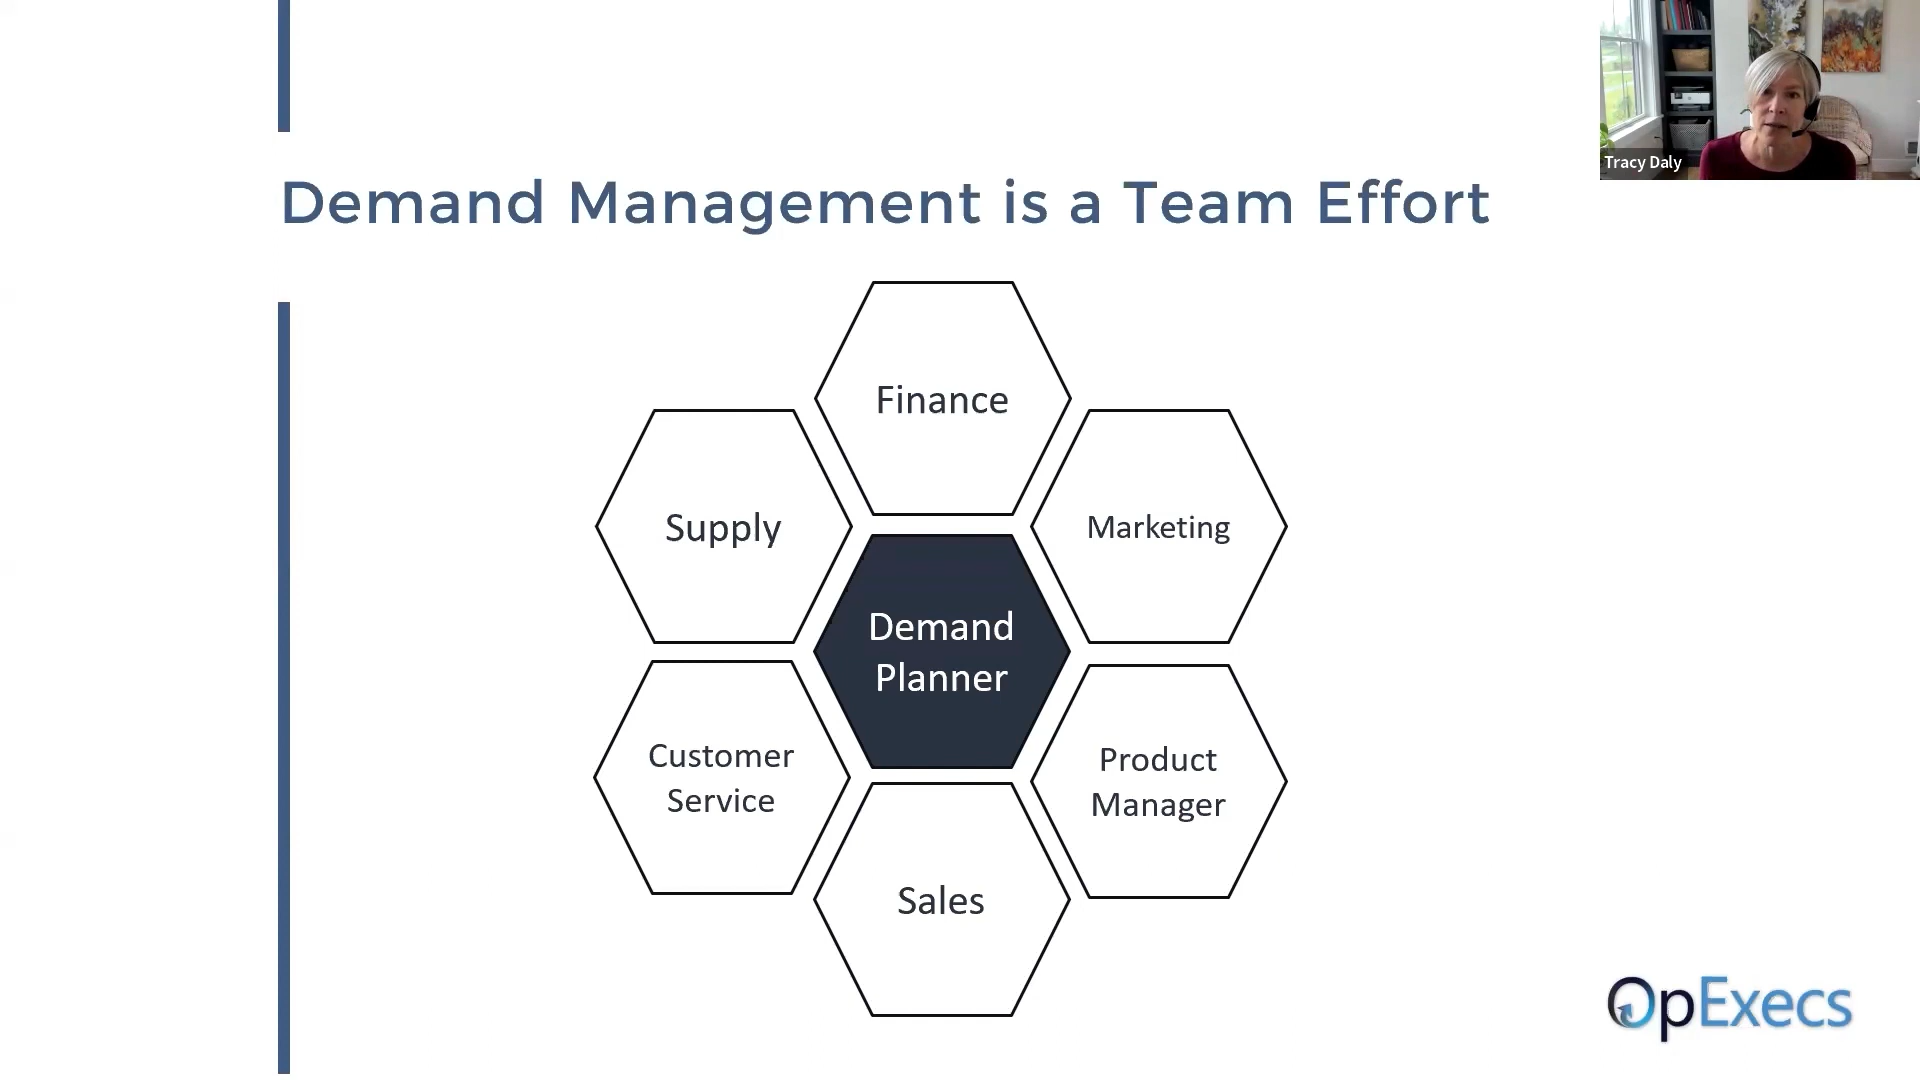 Tracy Daly
Demand Management is a Team Effort
Finance
Supply
Marketing
Demand
Planner
Customer
Service
Product
Manager
Sales
OpExecs